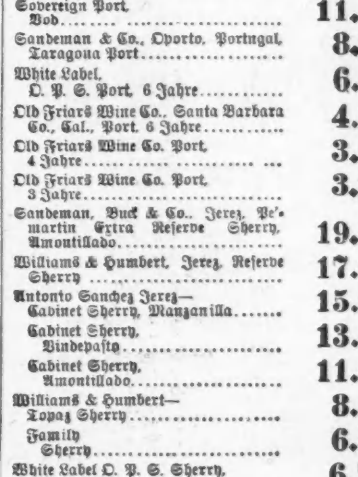 Sovereign Port,
Bob.... .......................... 11.
Sandeman & Co., Oporto, Portugal,
Taragona Port.................. 8.
White Label,
O. P. S. Port, 6 Jahre........... 6.
Old Friars Wine Co., Santa Barbara
Co., Cal., Port. 6 Jahre............ 4.
Old Friars Wine Co. Port,
4 Jahre........................ ... 3.
Old Friars Wine Co. Port,
3 Jahre............................ 3.
Sandeman, Buck & Co., Jerez, Pe-
martin Extra Reserve Sherry,
Amontillado..................... 19.
Williams & Humbert, Jerez, Reserve
Sherry ............................ 17.
Antonto Sanchez Jerez—
Cabinet Sherry, Manzanilla....... 15.
Cabinet Sherry,
Vindepasto....................... 13.
Cabinet Sherry,
Amontillado...................... 11.
Williams & Humbert—
Topaz Sherry..................... 8.
Family
Sherry........................... 6.
White Label O. P. S. Sherry, 6